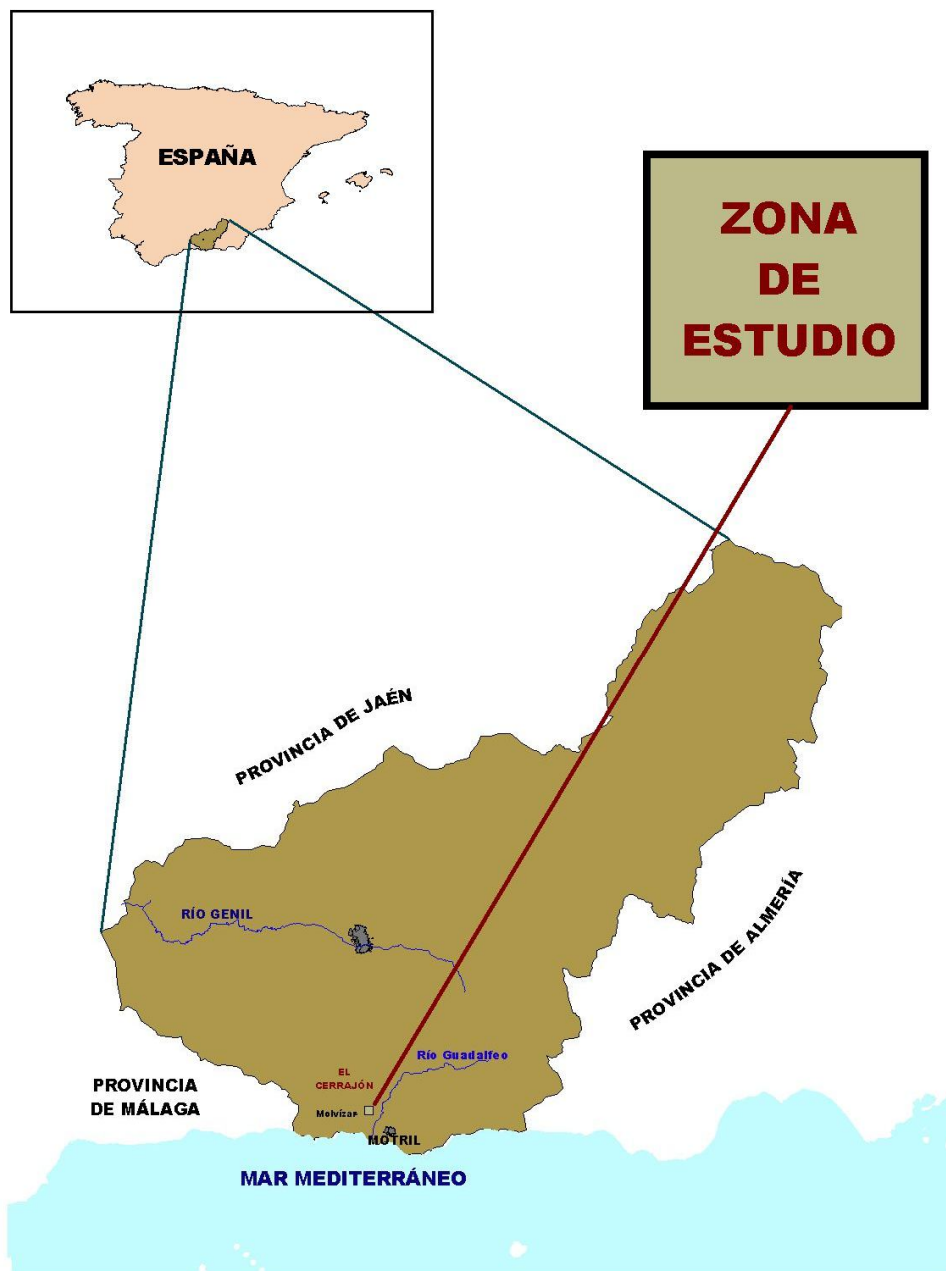 ESPAÑA
ZONA
DE
ESTUDIO
PROVINCIA DE JAÉN
RÍO GENIL
PROVINCIA DE ALMERÍA
Río Guadalfeo
EL
CERRAJÓN
PROVINCIA
DE MÁLAGA
Molvízar
MOTRIL
MAR MEDITERRÁNEO